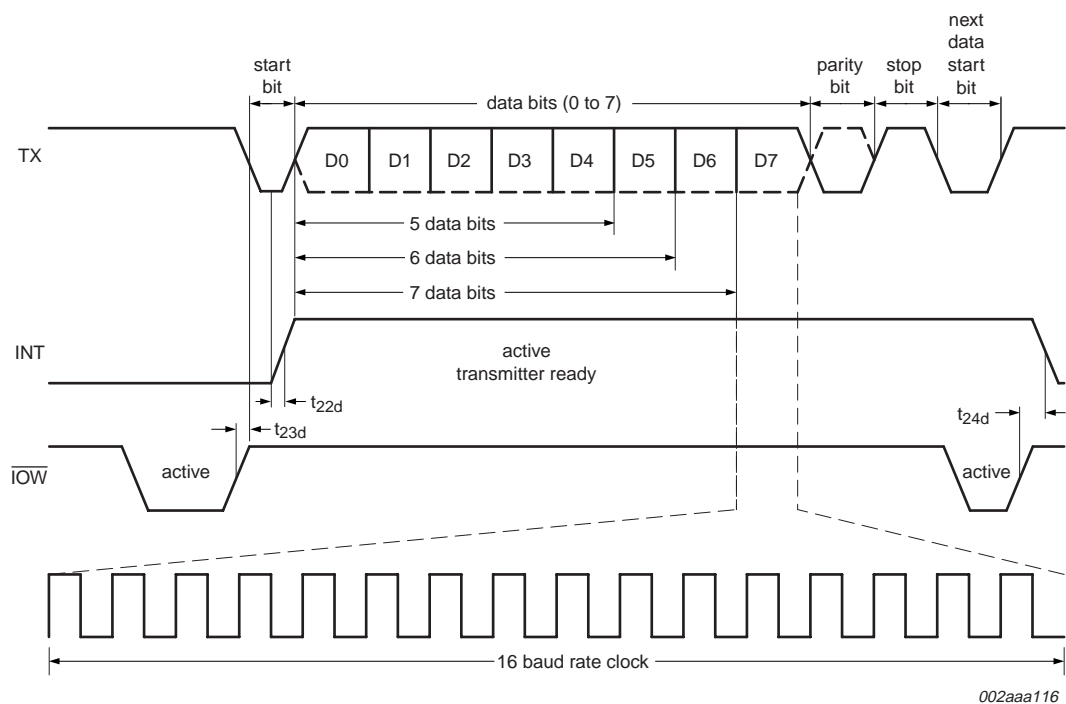 next
data
start
bit
start
bit
parity
bit
stop
bit
data bits (0 to 7)
TX
D0 D1 D2 D3 D4 D5 D6 D7
5 data bits
6 data bits
7 data bits
INT
active
transmitter ready
t22d
t24d
t23d
IOW
active
active
16 baud rate clock
002aaa116